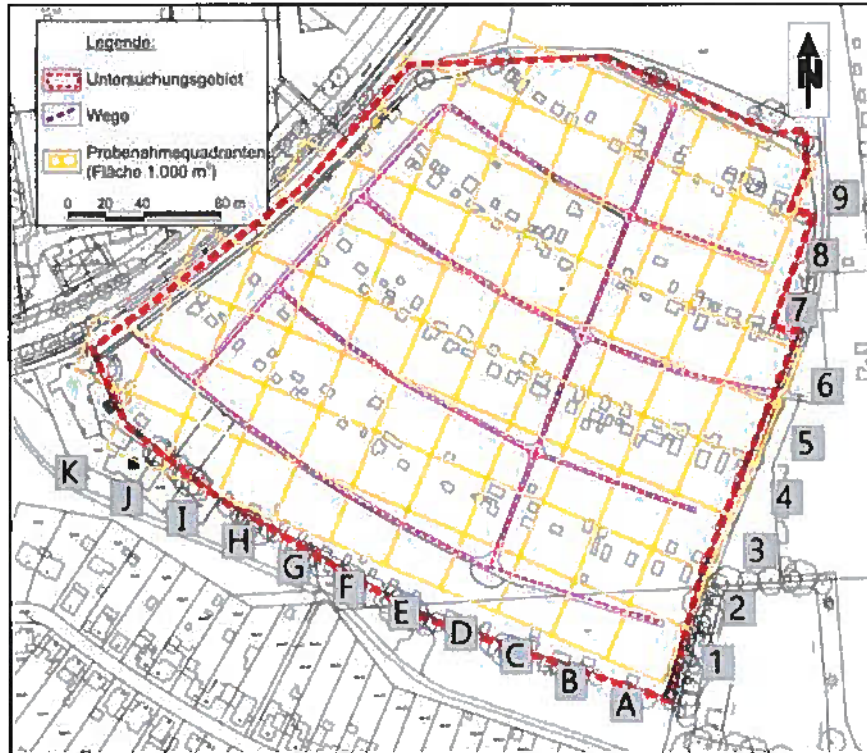 Legende:
Untersuchungsgebiet
Wege
Probenahmequadranten
(Fläche 1.000 m²)
0 20 40 80 m
N
9
8
7
6
5
4
3
2
1
K
J
I
H
G
F
E
D
C
B
A